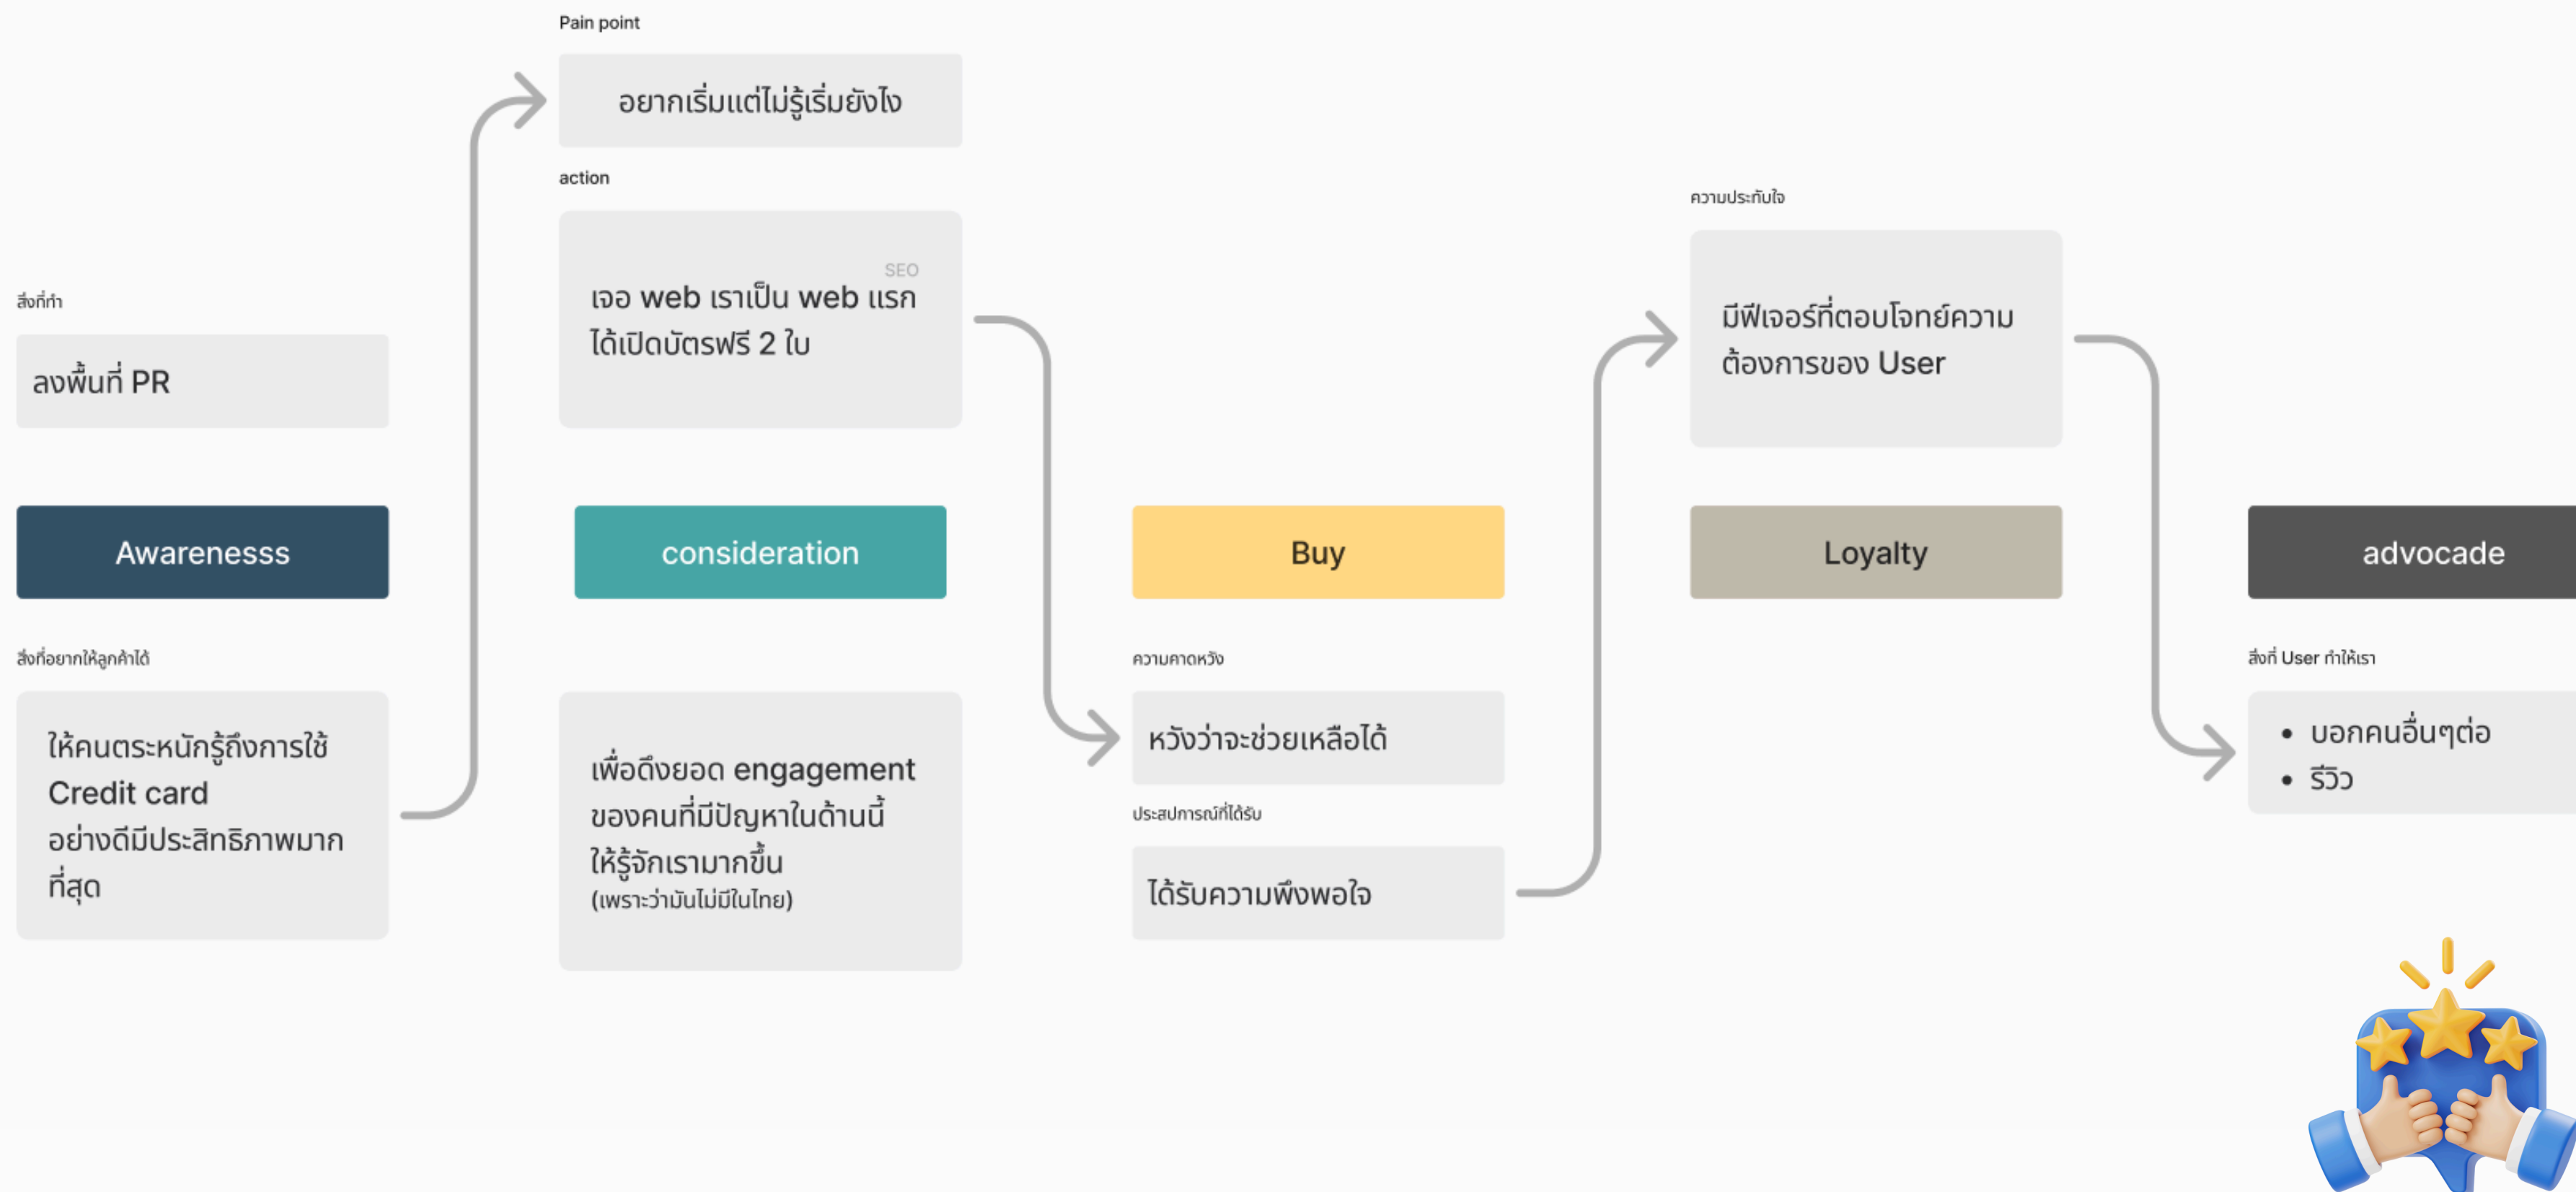 Pain point
อยากเริ่มแต่ไม่รู้เริ่มยังไง
action
SEO
เจอ web เราเป็น web แรก
ได้เปิดบัตรฟรี 2 ใบ
ความประทับใจ
มีฟีเจอร์ที่ตอบโจทย์ความ
ต้องการของ User
สิ่งที่ทำ
ลงพื้นที่ PR
Awarenesss
consideration
Buy
Loyalty
advocade
สิ่งที่อยากให้ลูกค้าได้
ให้คนตระหนักรู้ถึงการใช้
Credit card
อย่างดีมีประสิทธิภาพมาก
ที่สุด
เพื่อดึงยอด engagement
ของคนที่มีปัญหาในด้านนี้
ให้รู้จักเรามากขึ้น
(เพราะว่ามันไม่มีในไทย)
ความคาดหวัง
หวังว่าจะช่วยเหลือได้
ประสปการณ์ที่ได้รับ
ได้รับความพึงพอใจ
สิ่งที่ User ทำให้เรา
• บอกคนอื่นๆต่อ
• รีวิว